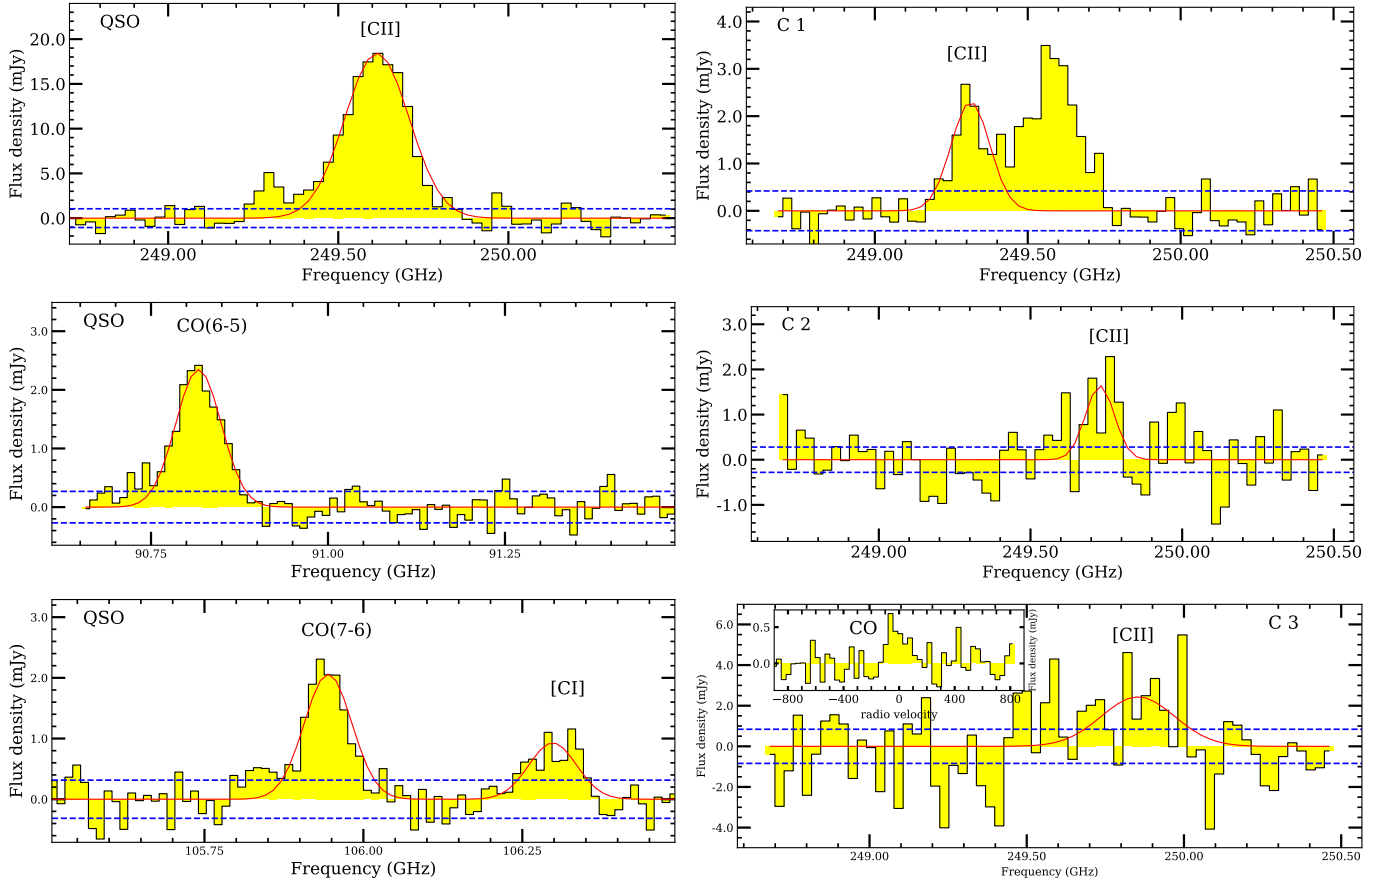 QSO
[CII]
20.0
15.0
10.0
5.0
0.0
Flux density (mJy)
249.00 249.50 250.00
Frequency (GHz)
C 1
[CII]
4.0
3.0
2.0
1.0
0.0
Flux density (mJy)
249.00 249.50 250.00 250.50
Frequency (GHz)
QSO
CO(6-5)
3.0
2.0
1.0
0.0
Flux density (mJy)
90.75 91.00 91.25
Frequency (GHz)
C 2
[CII]
3.0
2.0
1.0
0.0
-1.0
Flux density (mJy)
249.00 249.50 250.00 250.50
Frequency (GHz)
QSO
CO(7-6)
[CI]
3.0
2.0
1.0
0.0
Flux density (mJy)
105.75 106.00 106.25
Frequency (GHz)
CO
0.5
0.0
Flux density (mJy)
−800 −400 0 400 800
radio velocity
[CII]
C 3
6.0
4.0
2.0
0.0
-2.0
-4.0
Flux density (mJy)
249.00 249.50 250.00 250.50
Frequency (GHz)